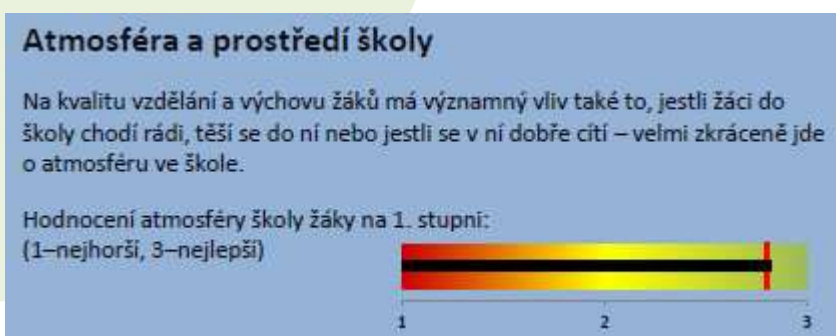 Atmosféra a prostředí školy
Na kvalitu vzdělání a výchovu žáků má významný vliv také to, jestli žáci do
školy chodí rádi, těší se do ní nebo jestli se v ní dobře cítí – velmi zkráceně jde
o atmosféru ve škole.
Hodnocení atmosféry školy žáky na 1. stupni:
(1–nejhorší, 3–nejlepší)
1 2 3